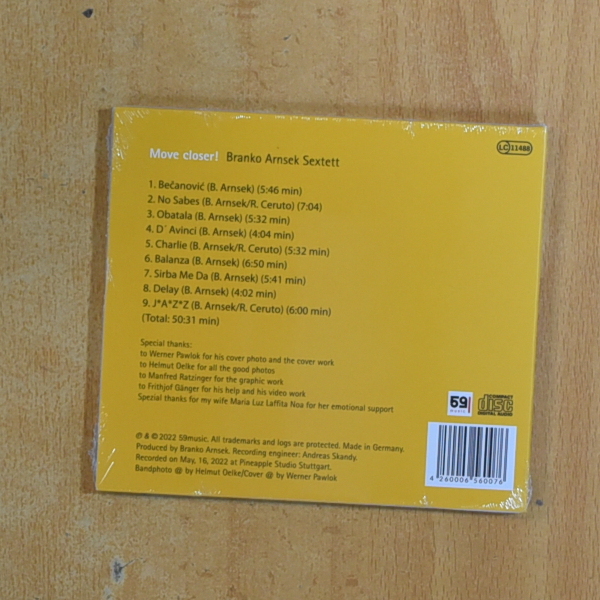 Move closer! Branko Arnsek Sextett
LC 11488
1. Bečanović (B. Arnsek) (5:46 min)
2. No Sabes (B. Arnsek/R. Ceruto) (7:04)
3. Obatala (B. Arnsek) (5:32 min)
4. D´ Avinci (B. Arnsek) (4:04 min)
5. Charlie (B. Arnsek/R. Ceruto) (5:32 min)
6. Balanza (B. Arnsek) (6:50 min)
7. Sirba Me Da (B. Arnsek) (5:41 min)
8. Delay (B. Arnsek) (4:02 min)
9. J*A*Z*Z (B. Arnsek/R. Ceruto) (6:00 min)
(Total: 50:31 min)
Special thanks:
to Werner Pawlok for his cover photo and the cover work
to Helmut Oelke for all the good photos
to Manfred Ratzinger for the graphic work
to Frithjof Gänger for his help and his video work
Spezial thanks for my wife Maria Luz Laffita Noa for her emotional support
59
music
COMPACT
disc
DIGITAL AUDIO
℗ & © 2022 59music. All trademarks and logs are protected. Made in Germany.
Produced by Branko Arnsek. Recording engineer: Andreas Skandy.
Recorded on May, 16, 2022 at Pineapple Studio Stuttgart.
Bandphoto @ by Helmut Oelke/Cover @ by Werner Pawlok
4 260006 560076